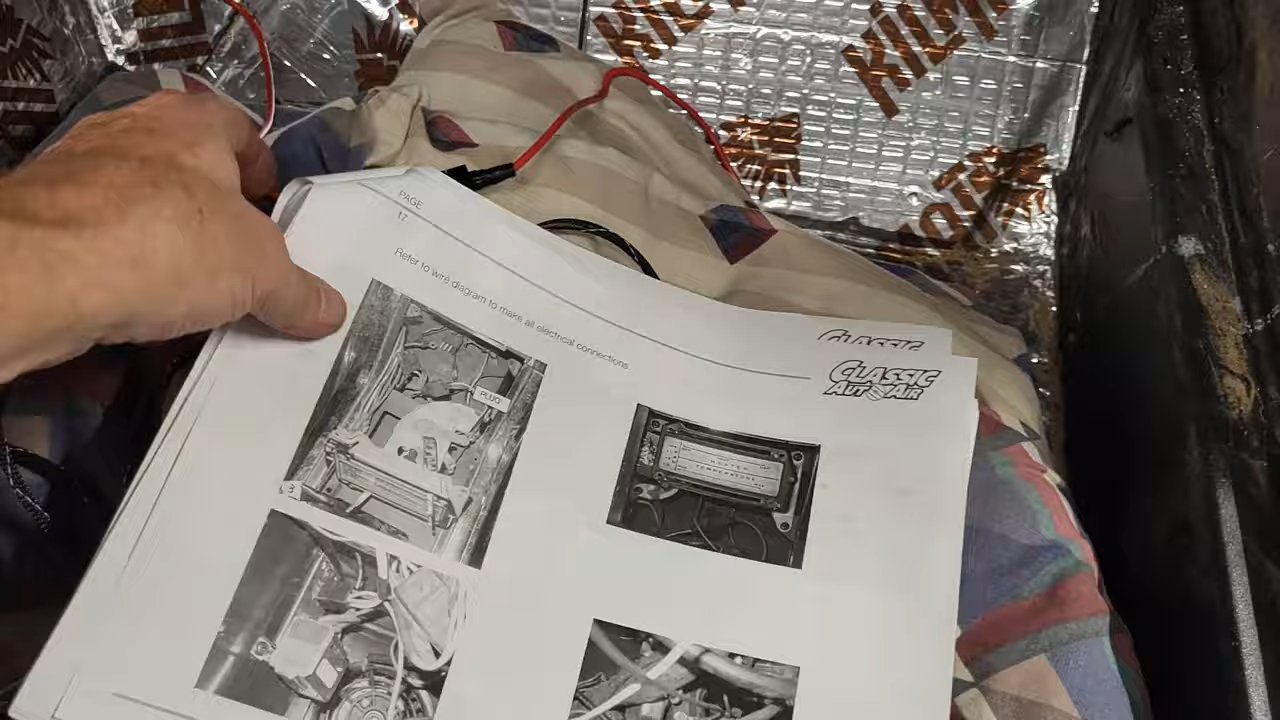 KILMAT
KILMAT
PAGE
17
Refer to wire diagram to make all electrical connections.
CLASSIC
CLASSIC
AUTO AIR
PLUG
HEATER
TEMPERATURE
3